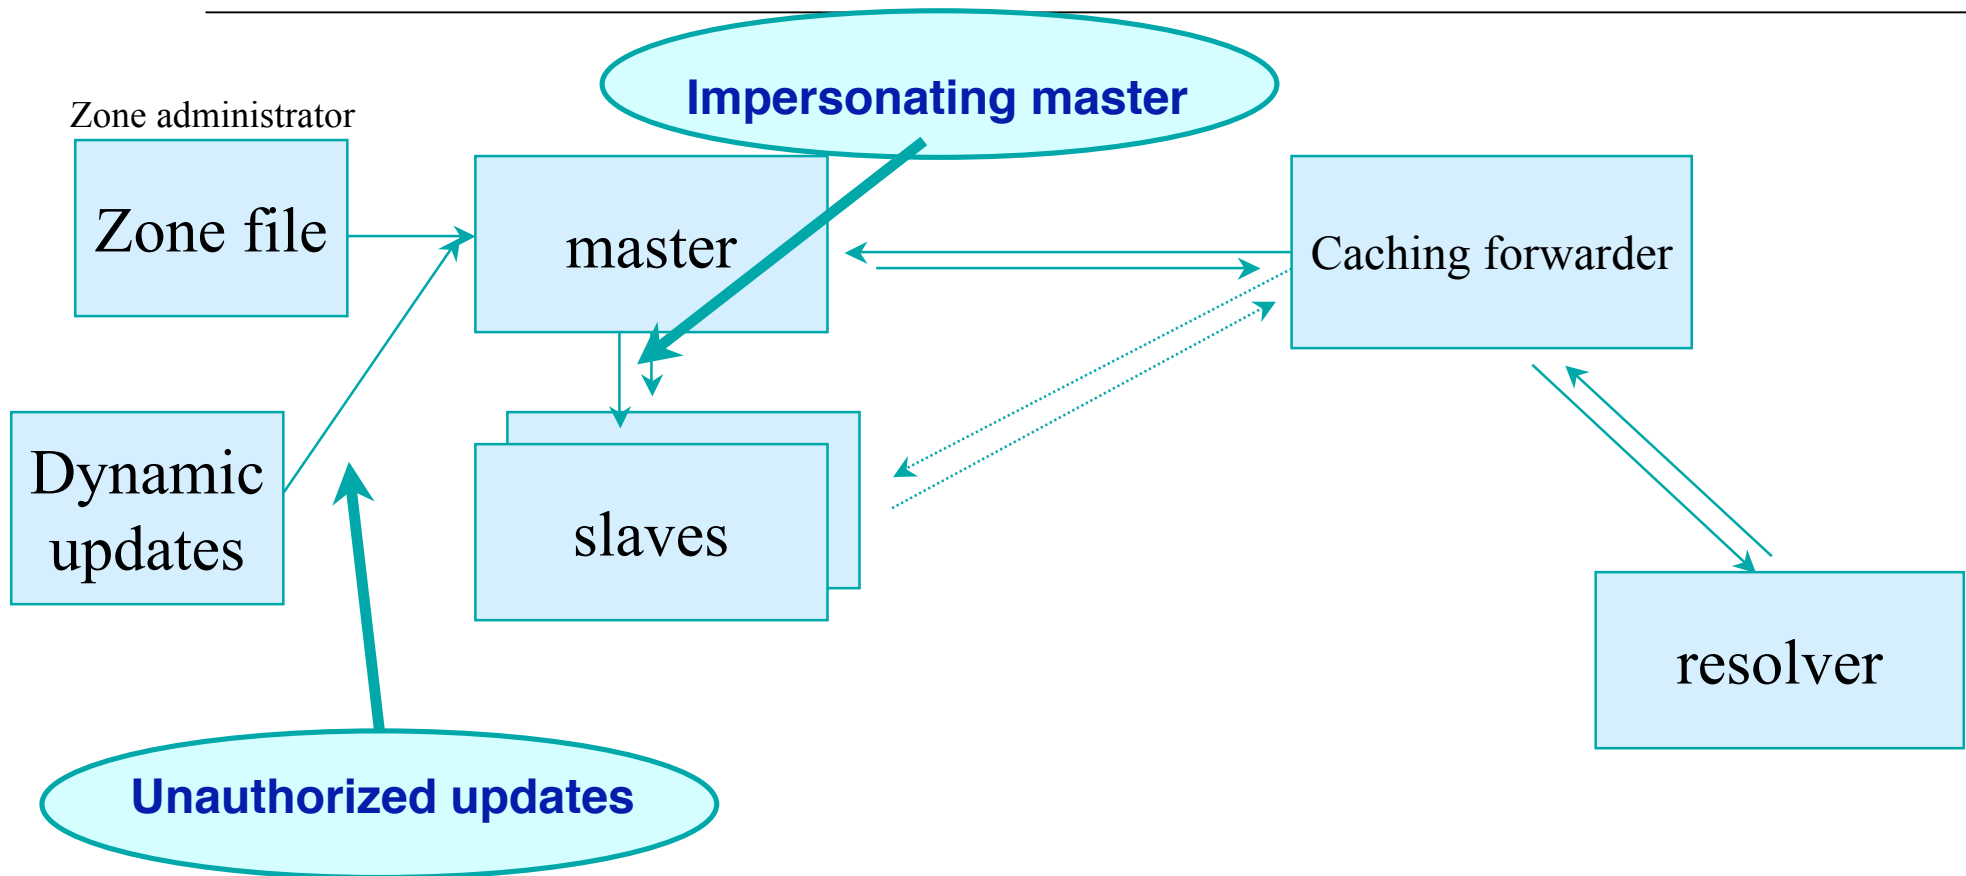 Impersonating master
Zone administrator
Zone file
master
Caching forwarder
Dynamic
updates
slaves
resolver
Unauthorized updates